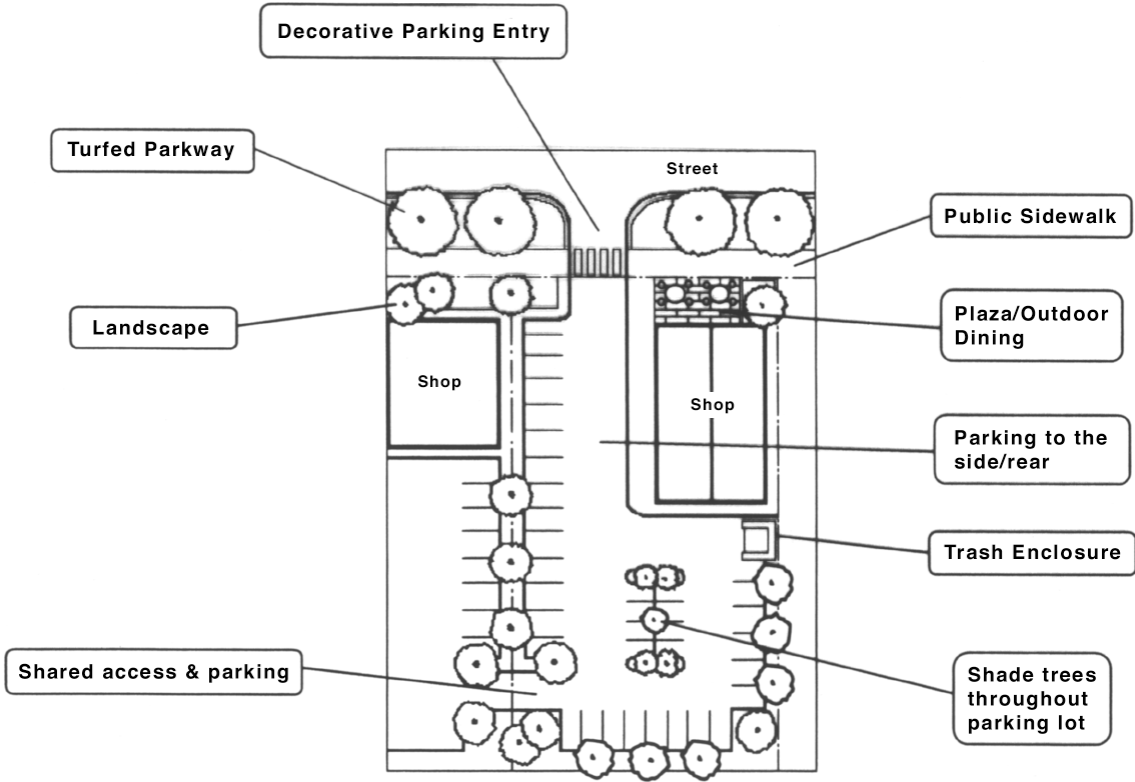 Decorative Parking Entry
Turfed Parkway
Street
Public Sidewalk
Landscape
Plaza/Outdoor
Dining
Shop
Shop
Parking to the
side/rear
Trash Enclosure
Shared access & parking
Shade trees
throughout
parking lot